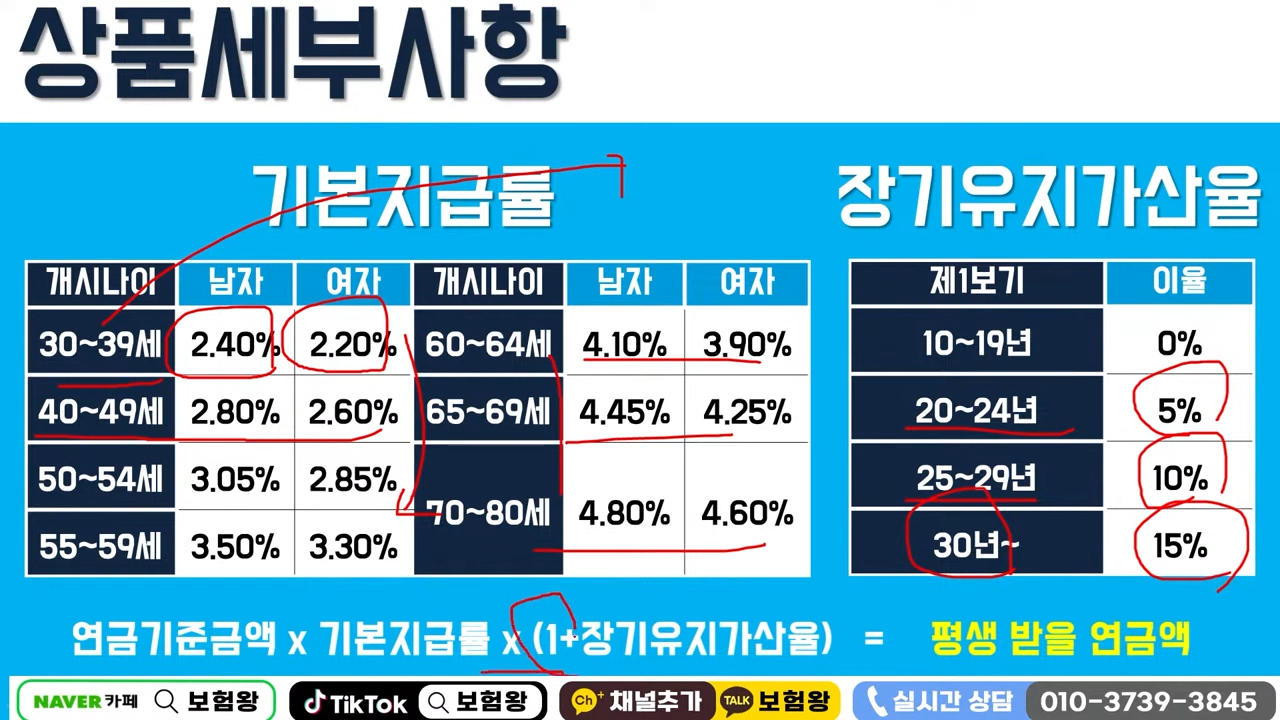 상품세부사항
기본지급률
장기유지가산율
개시나이 남자 여자 개시나이 남자 여자
30~39세 2.40% 2.20% 60~64세 4.10% 3.90%
40~49세 2.80% 2.60% 65~69세 4.45% 4.25%
50~54세 3.05% 2.85% 70~80세 4.80% 4.60%
55~59세 3.50% 3.30%
제1보기 이율
10~19년 0%
20~24년 5%
25~29년 10%
30년~ 15%
연금기준금액 x 기본지급률 x (1+장기유지가산율) = 평생 받을 연금액
NAVER 카페 보험왕 TikTok 보험왕 Ch+ 채널추가 TALK 보험왕 실시간 상담 010-3739-3845